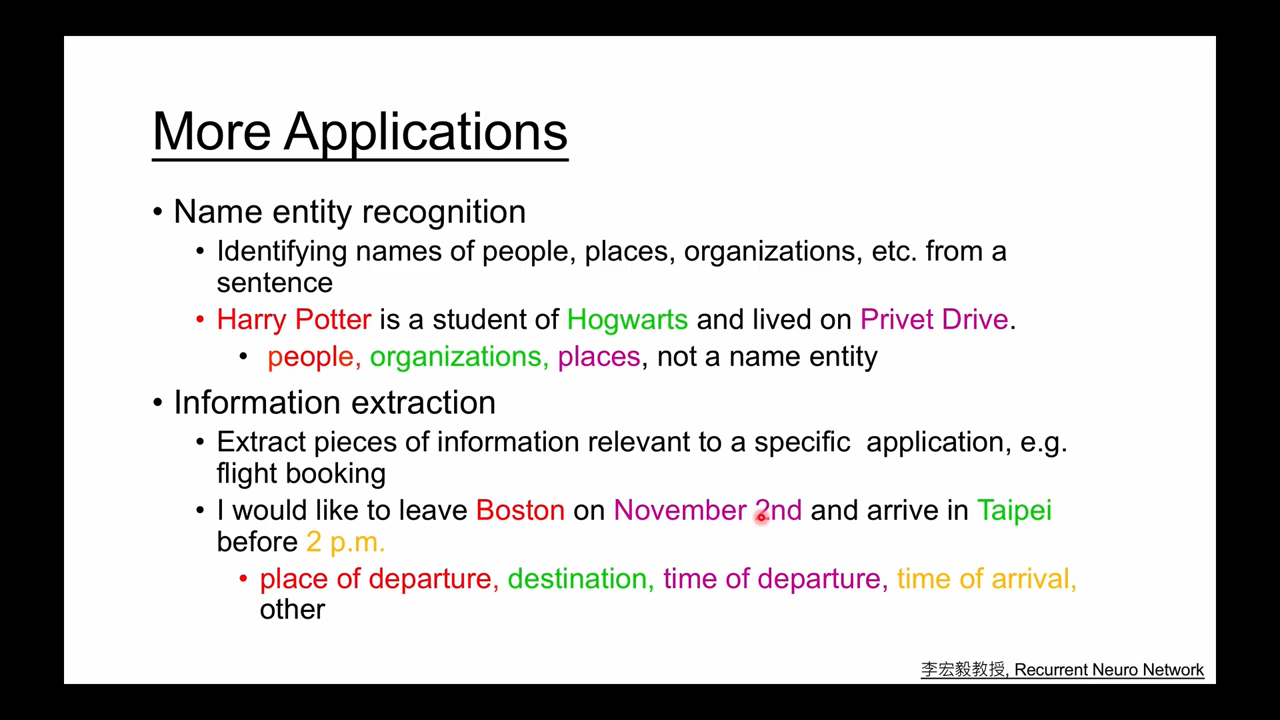 More Applications
• Name entity recognition
• Identifying names of people, places, organizations, etc. from a
sentence
• Harry Potter is a student of Hogwarts and lived on Privet Drive.
• people, organizations, places, not a name entity
• Information extraction
• Extract pieces of information relevant to a specific application, e.g.
flight booking
• I would like to leave Boston on November 2nd and arrive in Taipei
before 2 p.m.
• place of departure, destination, time of departure, time of arrival,
other
李宏毅教授, Recurrent Neuro Network